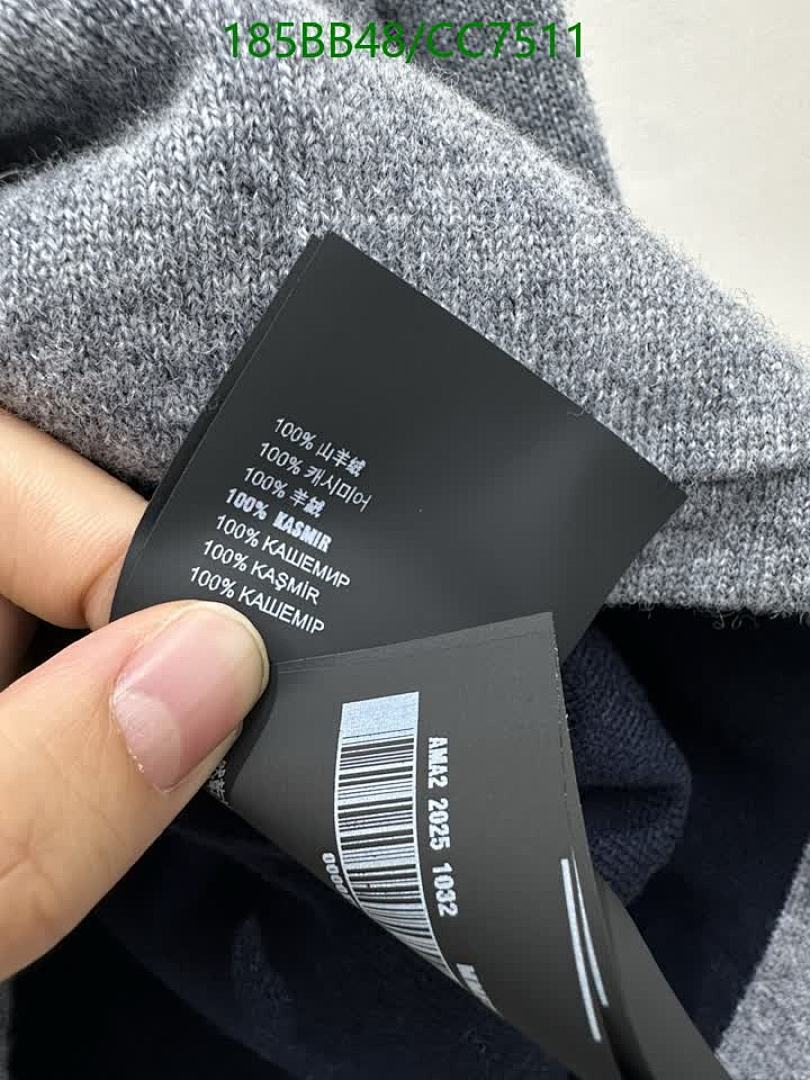 185BB48/CC7511
100% 山羊绒
100% 캐시미어
100% 羊絨
100% KASMIR
100% КАШЕМИР
100% KAŞMİR
100% КАШЕМІР
AMA2 2025 1032